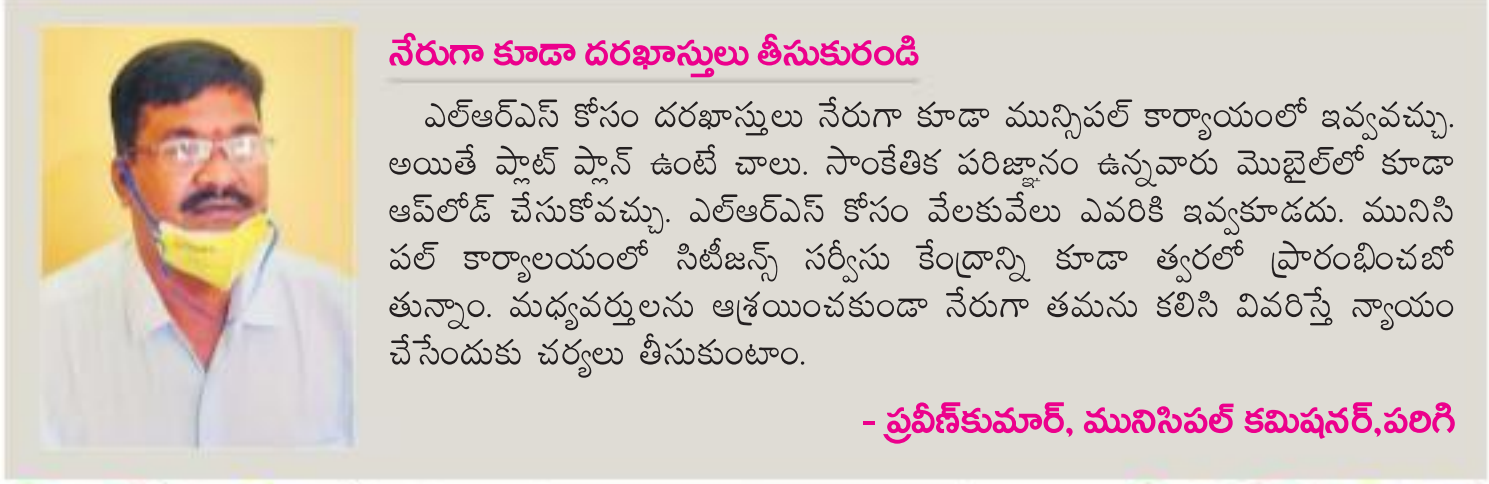 నేరుగా కూడా దరఖాస్తులు తీసుకురండి
ఎల్ఆర్ఎస్ కోసం దరఖాస్తులు నేరుగా కూడా మున్సిపల్ కార్యాయంలో ఇవ్వవచ్చు.
అయితే ప్లాట్ ప్లాన్ ఉంటే చాలు. సాంకేతిక పరిజ్ఞానం ఉన్నవారు మొబైల్‌లో కూడా
ఆప్‌లోడ్ చేసుకోవచ్చు. ఎల్ఆర్ఎస్ కోసం వేలకువేలు ఎవరికి ఇవ్వకూడదు. మునిసి
పల్ కార్యాలయంలో సిటీజన్స్ సర్వీసు కేంద్రాన్ని కూడా త్వరలో ప్రారంభించబో
తున్నాం. మధ్యవర్తులను ఆశ్రయించకుండా నేరుగా తమను కలిసి వివరిస్తే న్యాయం
చేసేందుకు చర్యలు తీసుకుంటాం.
- ప్రవీణ్‌కుమార్, మునిసిపల్ కమిషనర్,పరిగి